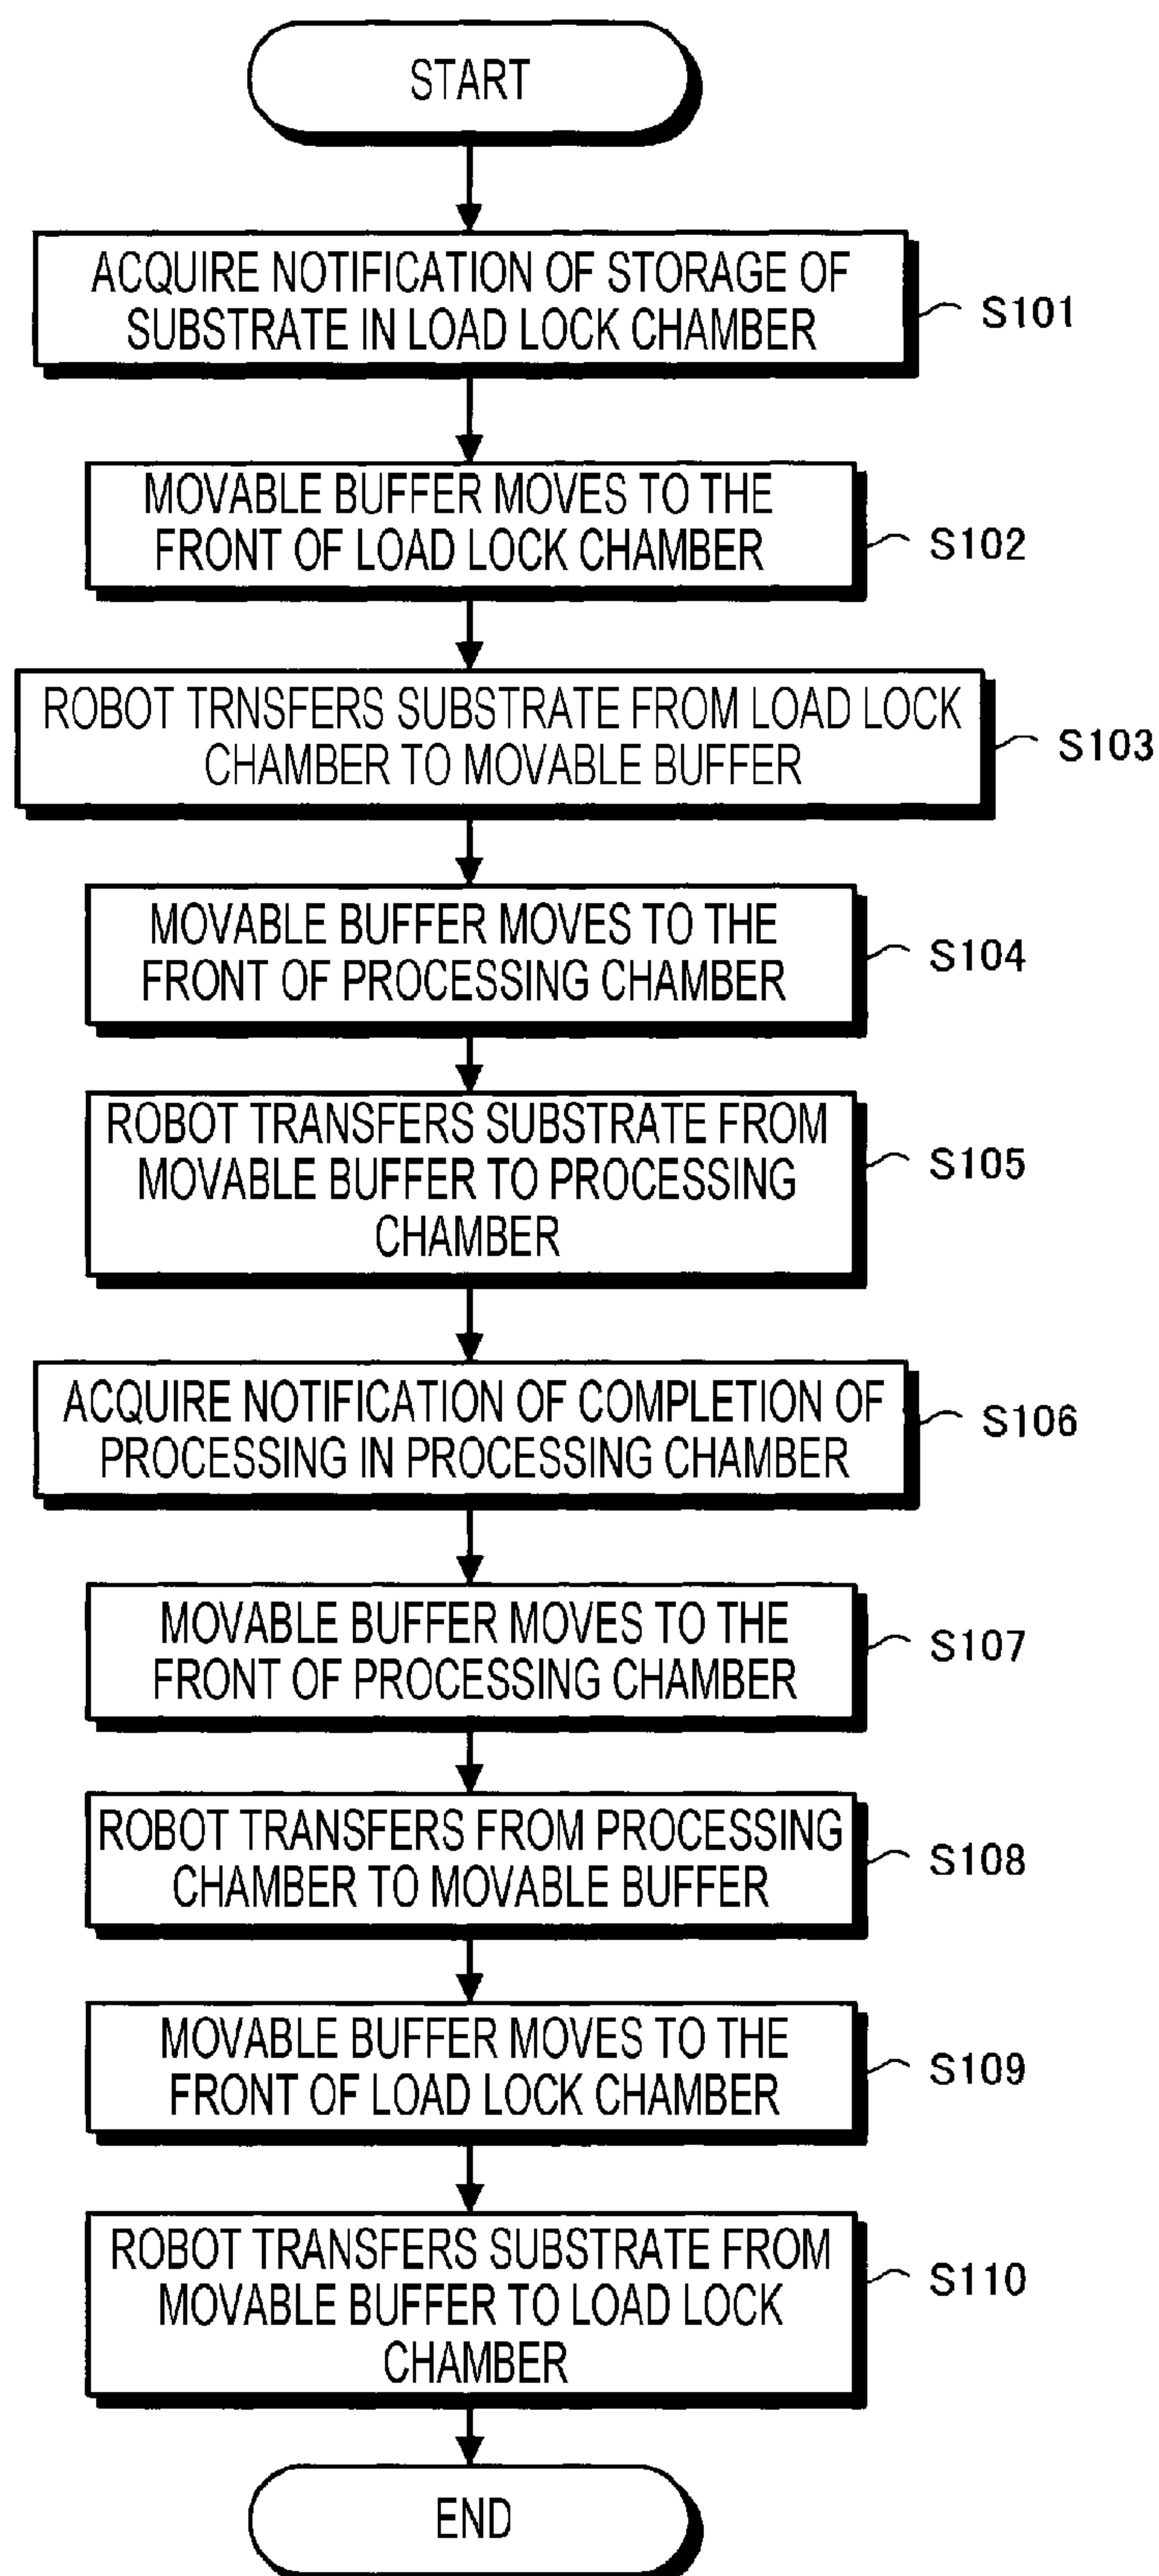 START
ACQUIRE NOTIFICATION OF STORAGE OF
SUBSTRATE IN LOAD LOCK CHAMBER
S101
MOVABLE BUFFER MOVES TO THE
FRONT OF LOAD LOCK CHAMBER
S102
ROBOT TRNSFERS SUBSTRATE FROM LOAD LOCK
CHAMBER TO MOVABLE BUFFER
S103
MOVABLE BUFFER MOVES TO THE
FRONT OF PROCESSING CHAMBER
S104
ROBOT TRANSFERS SUBSTRATE FROM
MOVABLE BUFFER TO PROCESSING
CHAMBER
S105
ACQUIRE NOTIFICATION OF COMPLETION OF
PROCESSING IN PROCESSING CHAMBER
S106
MOVABLE BUFFER MOVES TO THE
FRONT OF PROCESSING CHAMBER
S107
ROBOT TRANSFERS FROM PROCESSING
CHAMBER TO MOVABLE BUFFER
S108
MOVABLE BUFFER MOVES TO THE
FRONT OF LOAD LOCK CHAMBER
S109
ROBOT TRANSFERS SUBSTRATE FROM
MOVABLE BUFFER TO LOAD LOCK
CHAMBER
S110
END